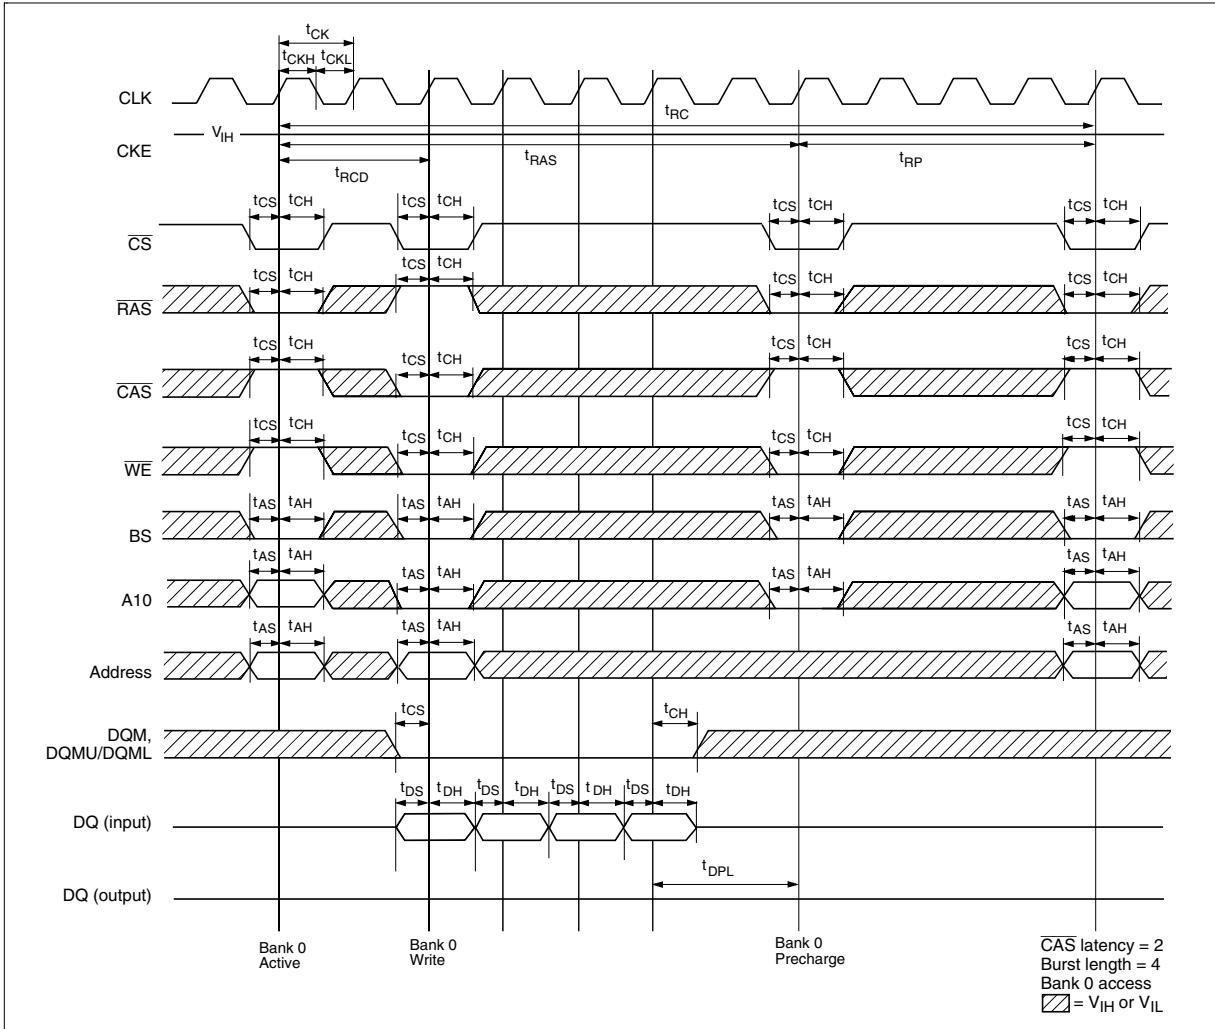 tCK
tCKH tCKL
CLK
tRC
VIH
CKE
tRAS
tRP
tRCD
tCS tCH tCS tCH tCS tCH tCS tCH
CS
tCS tCH tCS tCH tCS tCH tCS tCH
RAS
tCS tCH tCS tCH tCS tCH tCS tCH
CAS
tCS tCH tCS tCH tCS tCH tCS tCH
WE
tAS tAH tAS tAH tAS tAH tAS tAH
BS
tAS tAH tAS tAH tAS tAH tAS tAH
A10
tAS tAH tAS tAH tAS tAH
Address
tCS tCH
DQM,
DQMU/DQML
tDS tDH tDS tDH tDS tDH tDS tDH
DQ (input)
tDPL
DQ (output)
Bank 0
Active
Bank 0
Write
Bank 0
Precharge
CAS latency = 2
Burst length = 4
Bank 0 access
= VIH or VIL